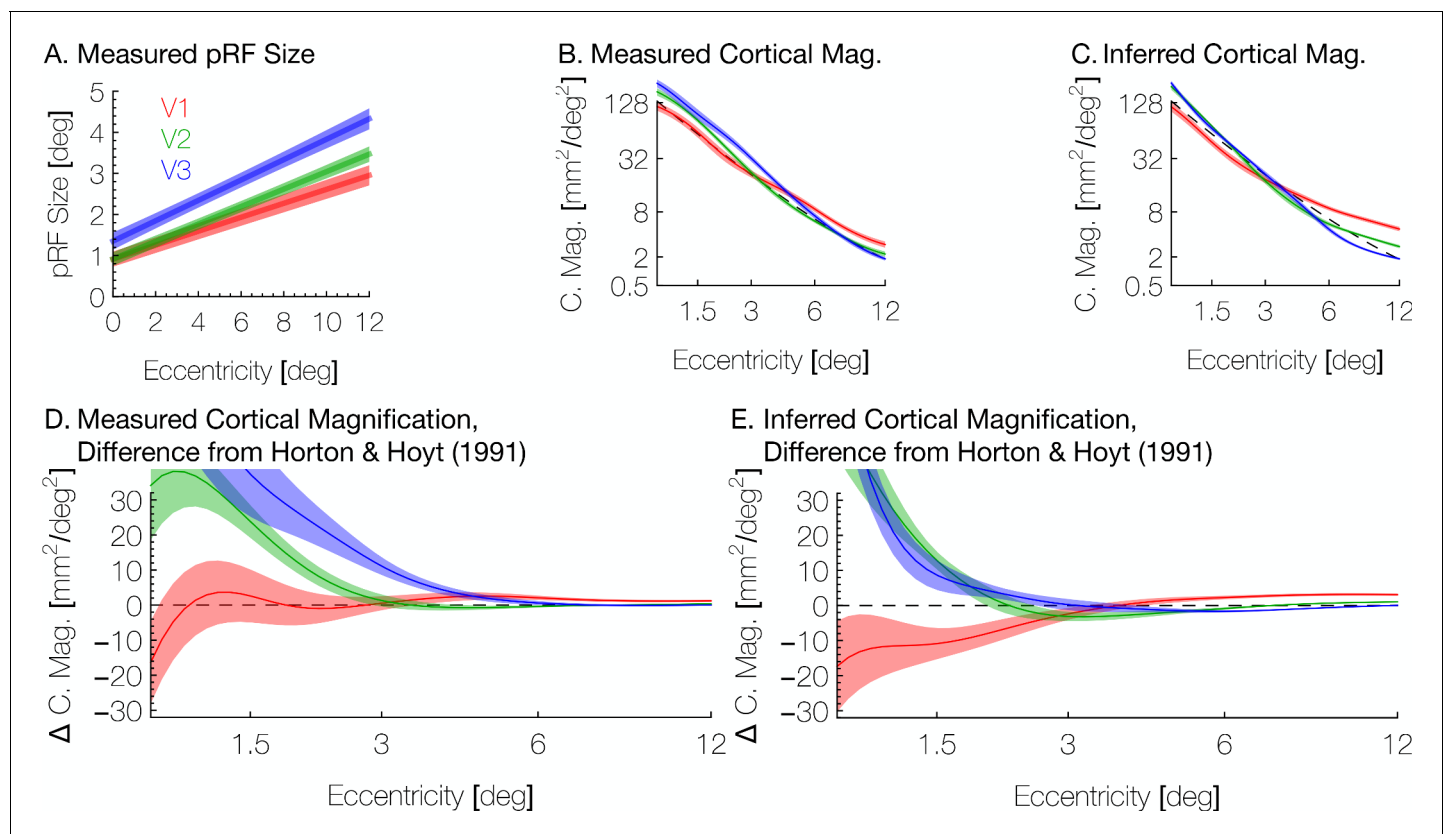 A. Measured pRF Size
5
4
3
2
1
0
pRF Size [deg]
V1
V2
V3
0 2 4 6 8 10 12
Eccentricity [deg]
B. Measured Cortical Mag.
128
32
8
2
0.5
C. Mag. [mm²/deg²]
1.5 3 6 12
Eccentricity [deg]
C. Inferred Cortical Mag.
128
32
8
2
0.5
C. Mag. [mm²/deg²]
1.5 3 6 12
Eccentricity [deg]
D. Measured Cortical Magnification,
Difference from Horton & Hoyt (1991)
30
20
10
0
−10
−20
−30
Δ C. Mag. [mm²/deg²]
1.5 3 6 12
Eccentricity [deg]
E. Inferred Cortical Magnification,
Difference from Horton & Hoyt (1991)
30
20
10
0
−10
−20
−30
Δ C. Mag. [mm²/deg²]
1.5 3 6 12
Eccentricity [deg]